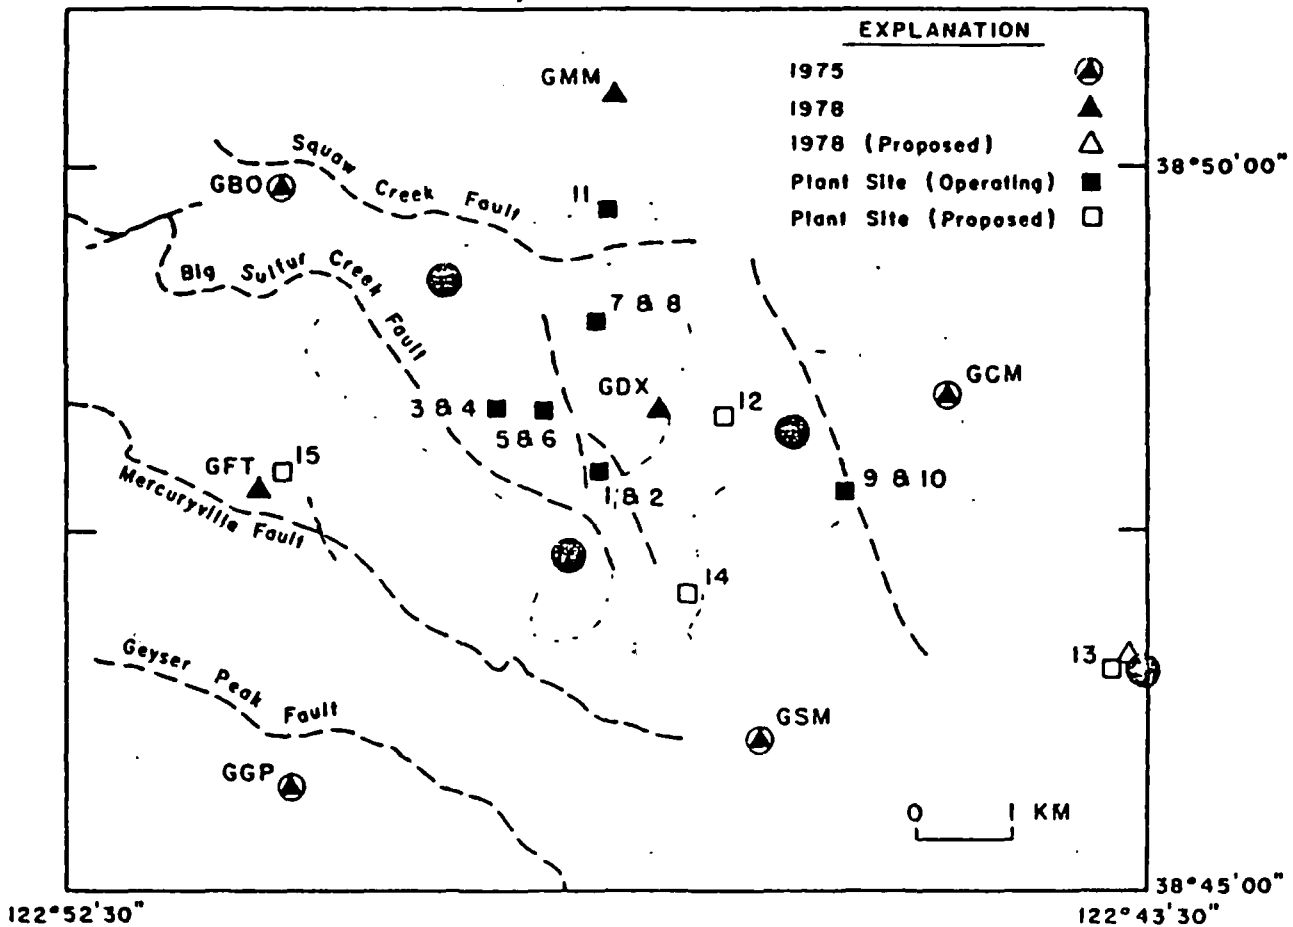 EXPLANATION
1975
1978
1978 (Proposed)
Plant Site (Operating)
Plant Site (Proposed)
GMM
38°50'00"
Squaw Creek Fault
GBO
11
Big Sulfur Creek Fault
7 & 8
GCM
GDX
12
3 & 4
5 & 6
15
GFT
1 & 2
9 & 10
Mercuryville Fault
14
13
Geyser Peak Fault
GSM
GGP
0 1 KM
38°45'00"
122°52'30"
122°43'30"